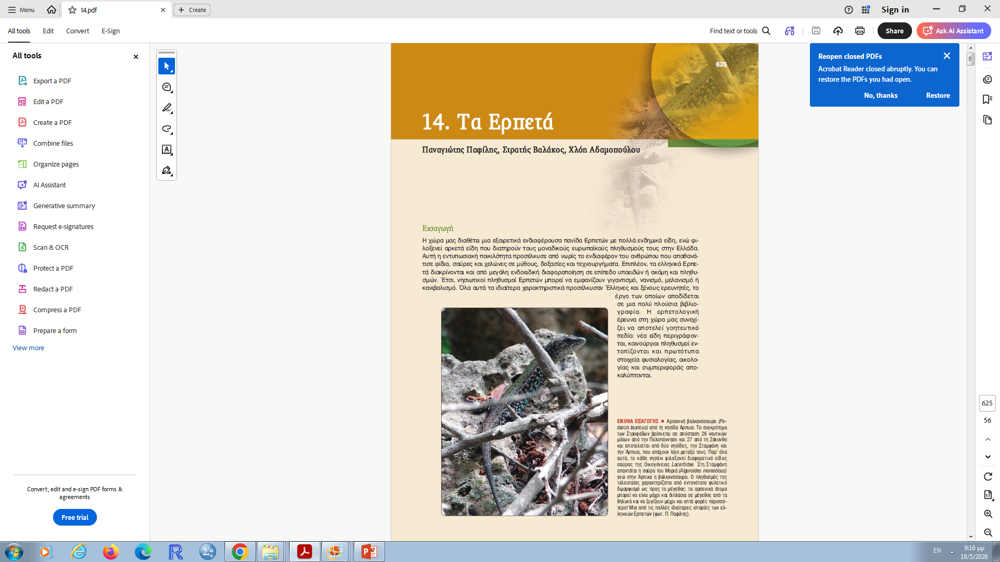 Menu
14.pdf
Create
Sign in
All tools
Edit
Convert
E-Sign
Find text or tools
Share
Ask AI Assistant
All tools
Export a PDF
Edit a PDF
Create a PDF
Combine files
Organize pages
AI Assistant
Generative summary
Request e-signatures
Scan & OCR
Protect a PDF
Redact a PDF
Compress a PDF
Prepare a form
View more
Convert, edit and e-sign PDF forms &
agreements
Free trial
625
14. Τα Ερπετά
Παναγιώτης Παφίλης, Στρατής Βαλάκος, Χλόη Αδαμοπούλου
Εισαγωγή
Η χώρα μας διαθέτει μια εξαιρετικά ενδιαφέρουσα πανίδα Ερπετών με πολλά ενδημικά είδη, ενώ φι-
λοξενεί αρκετά είδη που διατηρούν τους μοναδικούς ευρωπαϊκούς πληθυσμούς τους στην Ελλάδα.
Αυτή η εντυπωσιακή ποικιλότητα προσέλκυσε από νωρίς το ενδιαφέρον του ανθρώπου που απαθανά-
τισε φίδια, σαύρες και χελώνες σε μύθους, δοξασίες και τεχνουργήματα. Επιπλέον, τα ελληνικά Ερπε-
τά διακρίνονται και από μεγάλη ενδοειδική διαφοροποίηση σε επίπεδο υποειδών ή ακόμη και πληθυ-
σμών. Έτσι, νησιωτικοί πληθυσμοί Ερπετών μπορεί να εμφανίζουν γιγαντισμό, νανισμό, μελανισμό ή
κανιβαλισμό. Όλα αυτά τα ιδιαίτερα χαρακτηριστικά προσέλκυσαν Έλληνες και ξένους ερευνητές, το
έργο των οποίων αποδίδεται
σε μια πολύ πλούσια βιβλιο-
γραφία. Η ερπετολογική
έρευνα στη χώρα μας συνεχί-
ζει να αποτελεί γοητευτικό
πεδίο: νέα είδη περιγράφον-
ται, καινούργιοι πληθυσμοί εν-
τοπίζονται και πρωτότυπα
στοιχεία φυσιολογίας, οικολο-
γίας και συμπεριφοράς απο-
καλύπτονται.
ΕΙΚΟΝΑ ΕΙΣΑΓΩΓΗΣ ■ Αρσενική βαλκανόσαυρα (Po-
darcis tauricus) από τη νησίδα Άρπυια. Το συγκρότημα
των Στροφάδων βρίσκεται σε απόσταση 26 ναυτικών
μιλίων από την Πελοπόννησο και 27 από τη Ζάκυνθο
και αποτελείται από δύο νησίδες, την Σταμφάνη και
την Άρπυια, που απέχουν λίγο μεταξύ τους. Παρ' όλα
αυτά, το κάθε νησάκι φιλοξενεί διαφορετικό είδος
σαύρας της Οικογένειας Lacertidae. Στη Σταμφάνη
απαντάται η σαύρα του Μοριά (Algyroides moreoticus)
ενώ στην Άρπυια η βαλκανόσαυρα. Ο πληθυσμός της
τελευταίας χαρακτηρίζεται από εντονότατο φυλετικό
διμορφισμό ως προς το μέγεθος: τα αρσενικά άτομα
μπορεί να είναι μέχρι και διπλάσια σε μέγεθος από τα
θηλυκά και να ζυγίζουν μέχρι και επτά φορές περισσό-
τερο! Μια από τις πολλές ιδιαίτερες ιστορίες των ελ-
ληνικών Ερπετών (φωτ. Π. Παφίλης).
Reopen closed PDFs
Acrobat Reader closed abruptly. You can
restore the PDFs you had open.
No, thanks
Restore
625
56
EN
9:16 μμ
18/5/2026